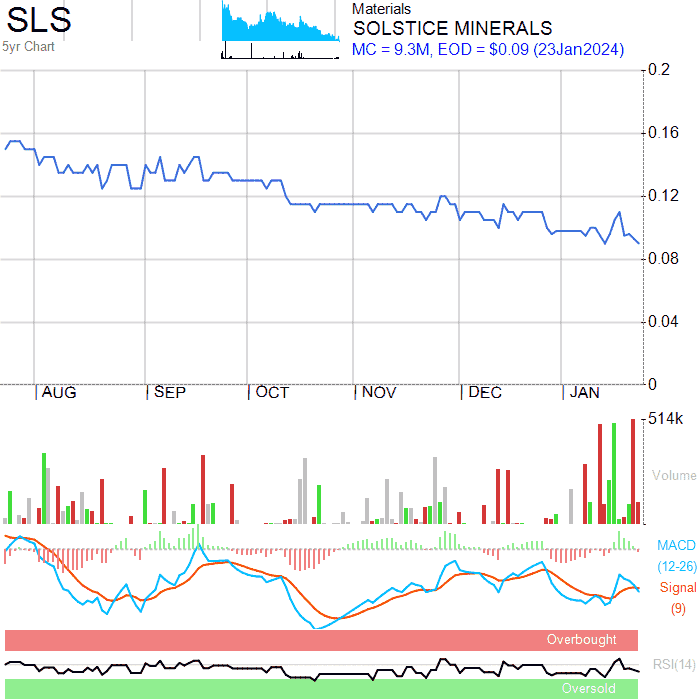 SLS
5yr Chart
Materials
SOLSTICE MINERALS
MC = 9.3M, EOD = $0.09 (23Jan2024)
0.2
0.16
0.12
0.08
0.04
0
AUG SEP OCT NOV DEC JAN
514k
Volume
MACD
(12-26)
Signal
(9)
Overbought
RSI(14)
Oversold